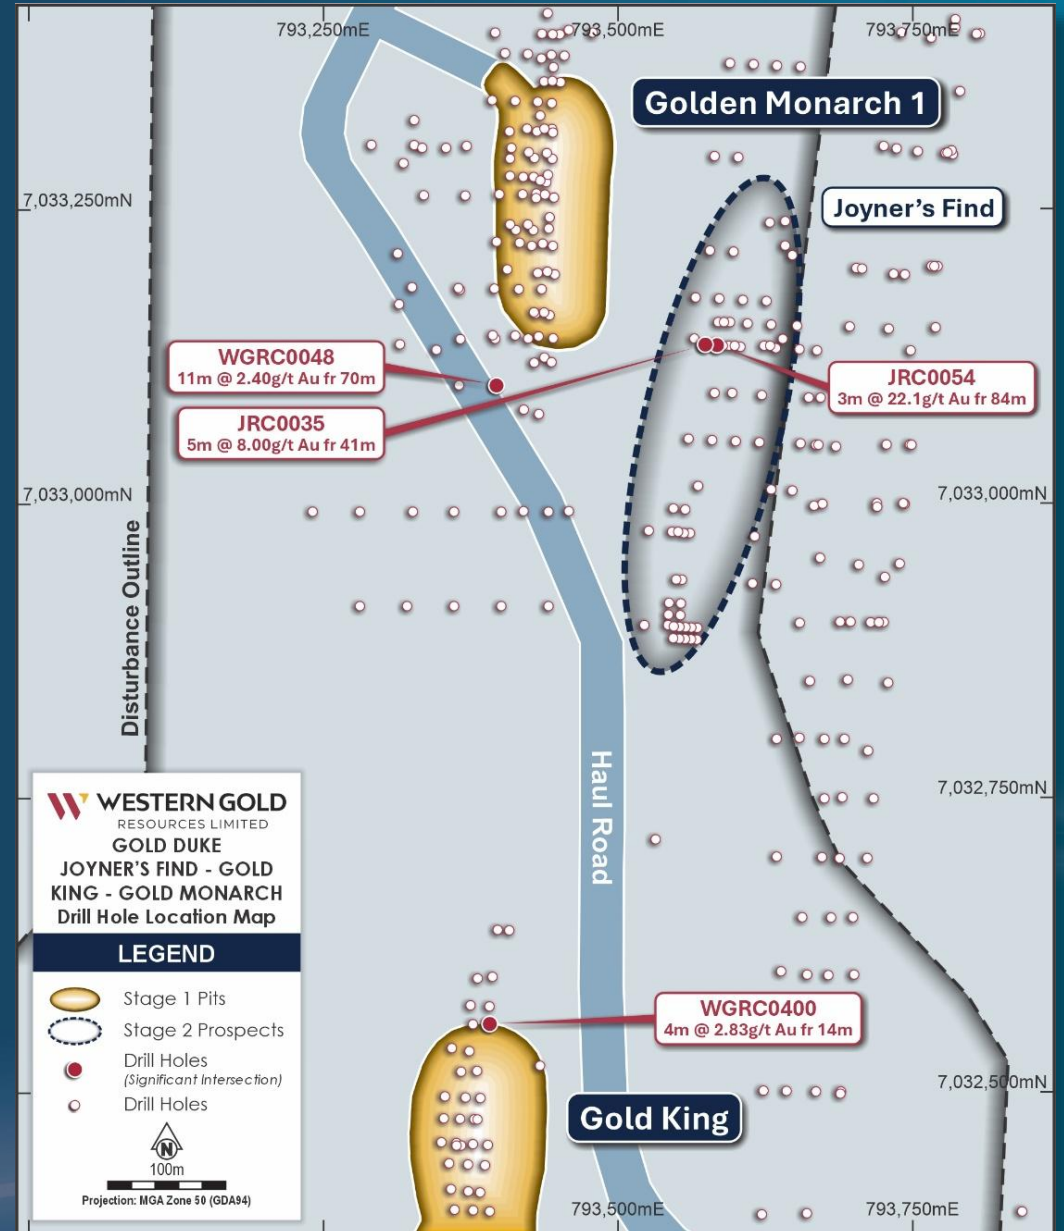 793,250mE
793,500mE
793,750mE
Golden Monarch 1
7,033,250mN
Joyner's Find
WGRC0048
11m @ 2.40g/t Au fr 70m
JRC0054
3m @ 22.1g/t Au fr 84m
JRC0035
5m @ 8.00g/t Au fr 41m
7,033,000mN
7,033,000mN
Disturbance Outline
Haul Road
7,032,750mN
WESTERN GOLD
RESOURCES LIMITED
GOLD DUKE
JOYNER'S FIND - GOLD
KING - GOLD MONARCH
Drill Hole Location Map
LEGEND
Stage 1 Pits
Stage 2 Prospects
Drill Holes
(Significant Intersection)
Drill Holes
N
100m
Projection: MGA Zone 50 (GDA94)
WGRC0400
4m @ 2.83g/t Au fr 14m
7,032,500mN
Gold King
793,500mE
793,750mE